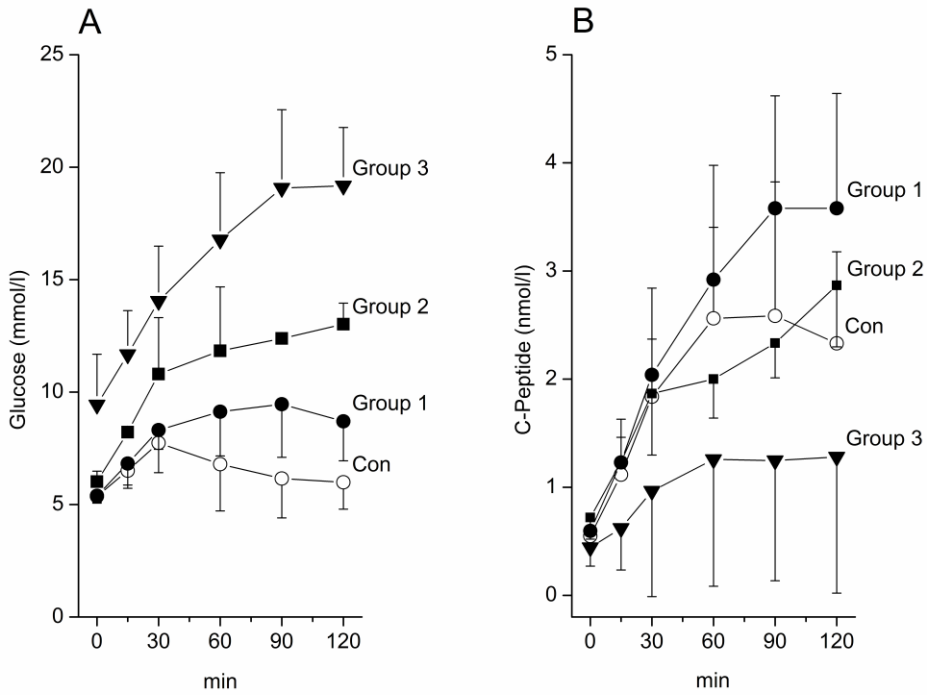 A
Glucose (mmol/l)
25
20
15
10
5
0
Group 3
Group 2
Group 1
Con
0 30 60 90 120
min
B
C-Peptide (nmol/l)
5
4
3
2
1
0
Group 1
Group 2
Con
Group 3
0 30 60 90 120
min